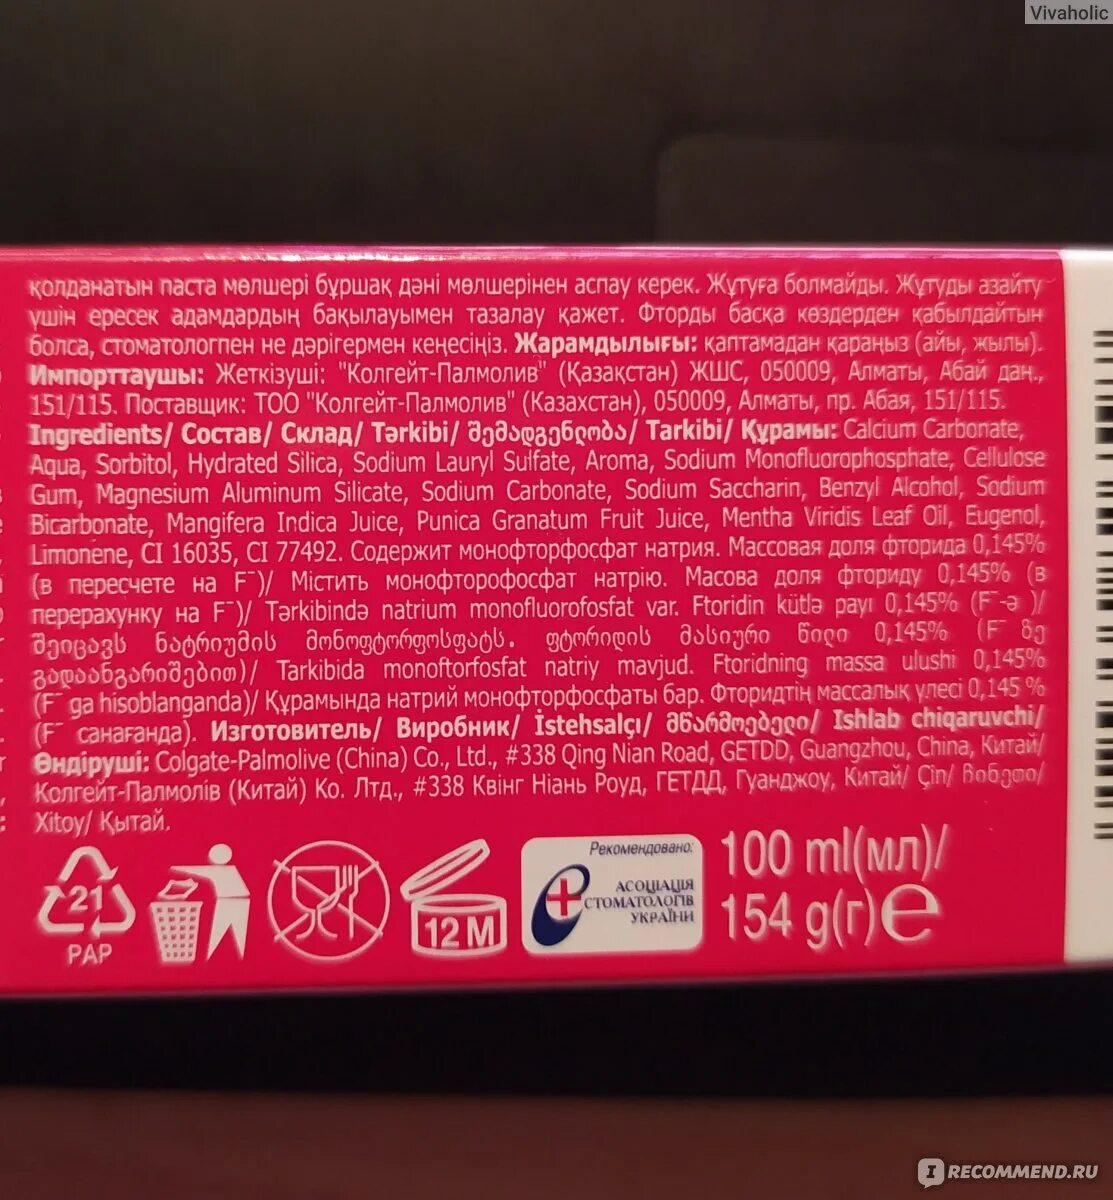 Vivaholic
қолданатын паста мөлшері бұршақ дәні мөлшерінен аспау керек. Жұтуға болмайды. Жұтуды азайту
үшін ересек адамдардың бақылауымен тазалау қажет. Фторды басқа көздерден қабылдайтын
болса, стоматологпен не дәрігермен кеңесіңіз. Жарамдылығы: қаптамадан қараңыз (айы, жылы).
Импорттаушы: Жеткізуші: "Колгейт-Палмолив" (Қазақстан) ЖШС, 050009, Алматы, Абай даң.,
151/115. Поставщик: ТОО "Колгейт-Палмолив" (Казахстан), 050009, Алматы, пр. Абая, 151/115.
Ingredients/ Состав/ Склад/ Tərkibi/ შემადგენლობა/ Tarkibi/ Құрамы: Calcium Carbonate,
Aqua, Sorbitol, Hydrated Silica, Sodium Lauryl Sulfate, Aroma, Sodium Monofluorophosphate, Cellulose
Gum, Magnesium Aluminum Silicate, Sodium Carbonate, Sodium Saccharin, Benzyl Alcohol, Sodium
Bicarbonate, Mangifera Indica Juice, Punica Granatum Fruit Juice, Mentha Viridis Leaf Oil, Eugenol,
Limonene, CI 16035, CI 77492. Содержит монофторфосфат натрия. Массовая доля фторида 0,145%
(в пересчете на F⁻)/ Містить монофторофосфат натрію. Масова доля фториду 0,145% (в
перерахунку на F⁻)/ Tərkibində natrium monofluorofosfat var. Ftoridin kütlə payı 0,145% (F⁻-ə )/
შეიცავს ნატრიუმის მონოფტორფოსფატს. ფტორიდის მასიური წილი 0,145% (F⁻ ზე
გადაანგარიშებით)/ Tarkibida monoftorfosfat natriy mavjud. Ftoridning massa ulushi 0,145%
(F⁻ ga hisoblanganda)/ Құрамында натрий монофторфосфаты бар. Фторидтің массалық үлесі 0,145 %
(F⁻ санағанда). Изготовитель/ Виробник/ İstehsalçı/ მწარმოებელი/ Ishlab chiqaruvchi/
Өндіруші: Colgate-Palmolive (China) Co., Ltd., #338 Qing Nian Road, GETDD, Guangzhou, China, Китай/
Колгейт-Палмолів (Китай) Ко. Лтд., #338 Квінг Ніань Роуд, ГЕТДД, Гуанджоу, Китай/ Çin/ ჩინეთი/
Xitoy/ Қытай.
21
PAP
12 M
Рекомендовано:
АСОЦІАЦІЯ
СТОМАТОЛОГІВ
УКРАЇНИ
100 ml(мл)/
154 g(г) ℮
IRECOMMEND.RU